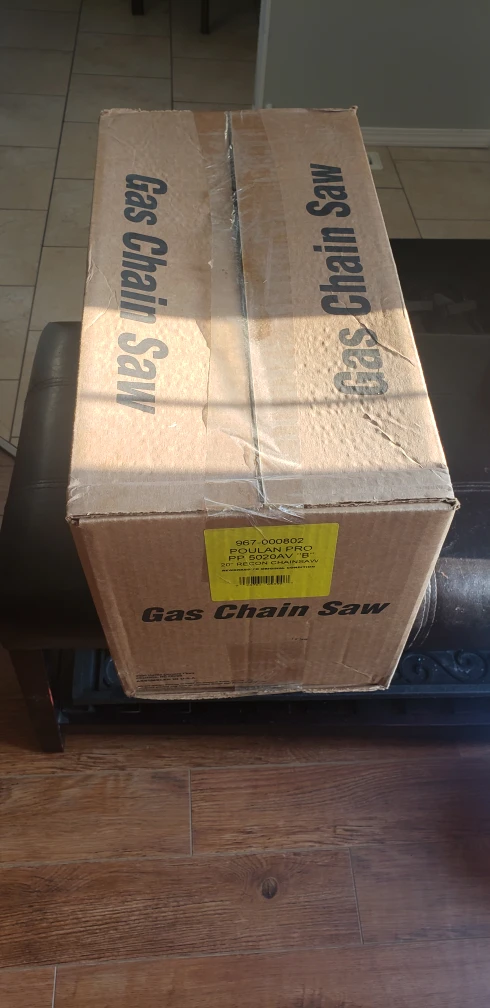 Gas Chain Saw
Gas Chain Saw
967-000802
POULAN PRO
PP 5020AV "B"
20" RECON CHAINSAW
Gas Chain Saw